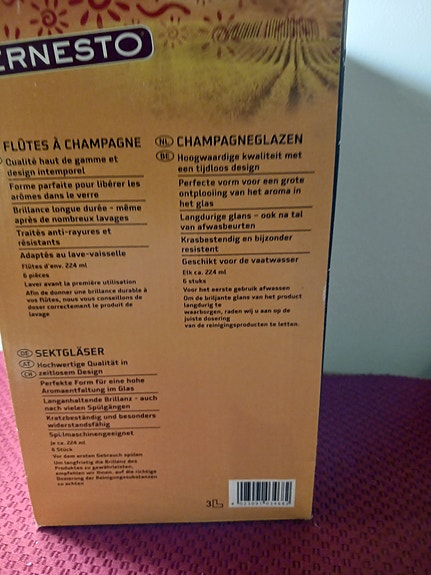 ERNESTO®
FLÛTES À CHAMPAGNE
Qualité haut de gamme et
design intemporel
Forme parfaite pour libérer les
arômes dans le verre
Brillance longue durée - même
après de nombreux lavages
Traités anti-rayures et
résistants
Adaptés au lave-vaisselle
Flûtes d'env. 224 ml
6 pièces
Laver avant la première utilisation
Afin de donner une brillance durable à
vos flûtes, nous vous conseillons de
doser correctement le produit de
lavage
NL CHAMPAGNEGLAZEN
BE Hoogwaardige kwaliteit met
een tijdloos design
Perfecte vorm voor een grote
ontplooiing van het aroma in
het glas
Langdurige glans – ook na tal
van afwasbeurten
Krasbestendig en bijzonder
resistent
Geschikt voor de vaatwasser
Elk ca. 224 ml
6 stuks
Voor het eerste gebruik afwassen
Om de briljante glans van het product
langdurig te
waarborgen, raden wij u aan op de
juiste dosering
van de reinigingsproducten te letten.
DE SEKTGLÄSER
AT Hochwertige Qualität in
CH zeitlosem Design
Perfekte Form für eine hohe
Aromaentfaltung im Glas
Langanhaltende Brillanz - auch
nach vielen Spülgängen
Kratzbeständig und besonders
widerstandsfähig
Spülmaschinengeeignet
Je ca. 224 ml
6 Stück
Vor dem ersten Gebrauch spülen
Um langfristig die Brillanz des
Produktes zu gewährleisten,
empfehlen wir Ihnen, auf die richtige
Dosierung der Reinigungssubstanzen
zu achten
3